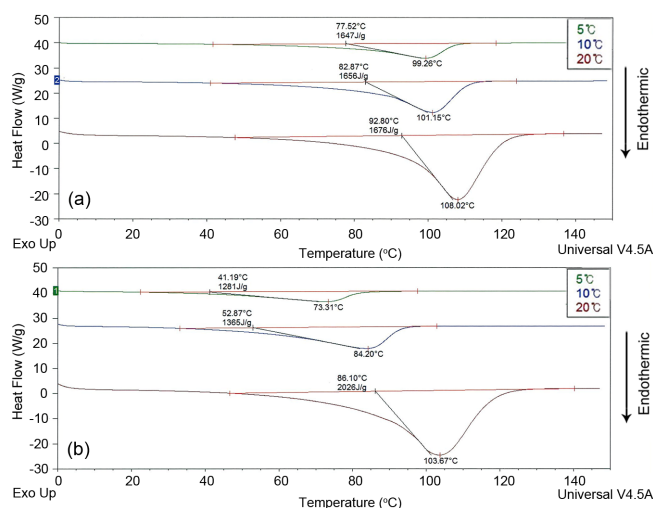 50
40
30
20
10
0
-10
-20
-30
Heat Flow (W/g)
2
77.52°C
1647J/g
99.26°C
82.87°C
1656J/g
101.15°C
92.80°C
1676J/g
108.02°C
5℃
10℃
20℃
Endothermic
(a)
0 20 40 60 80 100 120 140
Exo Up
Temperature (°C)
Universal V4.5A
50
40
30
20
10
0
-10
-20
-30
Heat Flow (W/g)
1
41.19°C
1281J/g
73.31°C
52.87°C
1365J/g
84.20°C
86.10°C
2026J/g
103.67°C
5℃
10℃
20℃
Endothermic
(b)
0 20 40 60 80 100 120 140
Exo Up
Temperature (°C)
Universal V4.5A